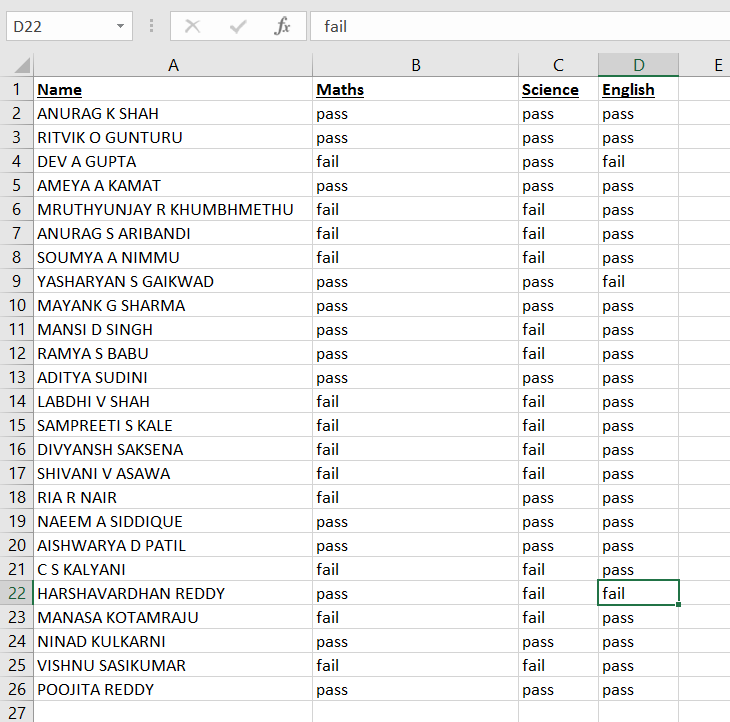 D22 fx fail
A B C D E
1 Name Maths Science English
2 ANURAG K SHAH pass pass pass
3 RITVIK O GUNTURU pass pass pass
4 DEV A GUPTA fail pass fail
5 AMEYA A KAMAT pass pass pass
6 MRUTHYUNJAY R KHUMBHMETHU fail fail pass
7 ANURAG S ARIBANDI fail fail pass
8 SOUMYA A NIMMU fail fail pass
9 YASHARYAN S GAIKWAD pass pass fail
10 MAYANK G SHARMA pass pass pass
11 MANSI D SINGH pass fail pass
12 RAMYA S BABU pass fail pass
13 ADITYA SUDINI pass pass pass
14 LABDHI V SHAH fail fail pass
15 SAMPREETI S KALE fail fail pass
16 DIVYANSH SAKSENA fail fail pass
17 SHIVANI V ASAWA fail fail pass
18 RIA R NAIR fail pass pass
19 NAEEM A SIDDIQUE pass pass pass
20 AISHWARYA D PATIL pass pass pass
21 C S KALYANI fail fail pass
22 HARSHAVARDHAN REDDY pass fail fail
23 MANASA KOTAMRAJU fail fail pass
24 NINAD KULKARNI pass pass pass
25 VISHNU SASIKUMAR fail fail pass
26 POOJITA REDDY pass pass pass
27